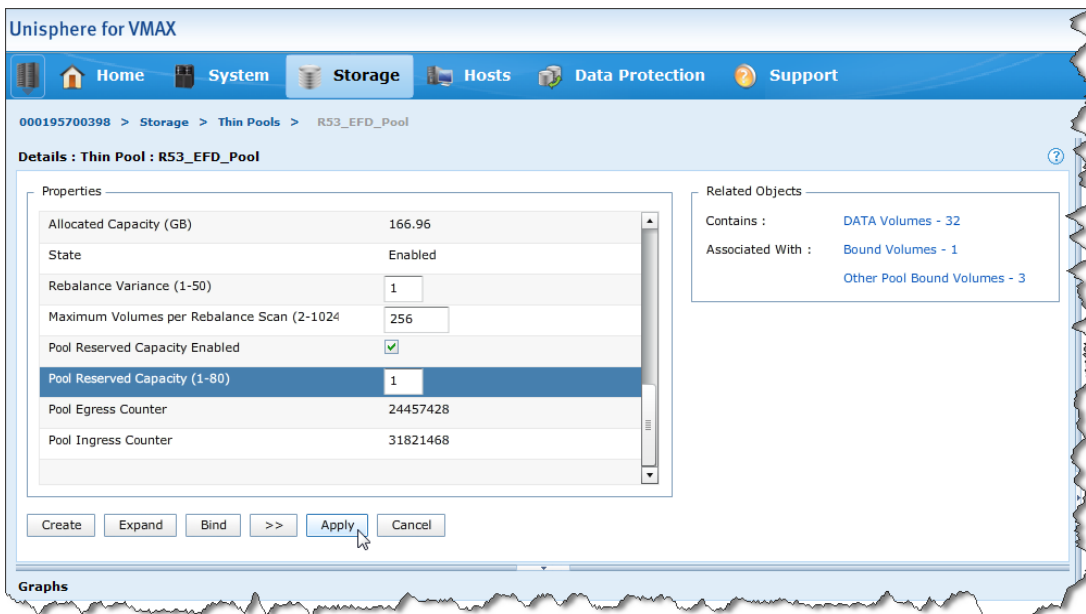 Unisphere for VMAX
Home System Storage Hosts Data Protection ? Support
000195700398 > Storage > Thin Pools > R53_EFD_Pool
Details : Thin Pool : R53_EFD_Pool ?
Properties
Allocated Capacity (GB) 166.96
State Enabled
Rebalance Variance (1-50) 1
Maximum Volumes per Rebalance Scan (2-1024 256
Pool Reserved Capacity Enabled
Pool Reserved Capacity (1-80) 1
Pool Egress Counter 24457428
Pool Ingress Counter 31821468
Related Objects
Contains : DATA Volumes - 32
Associated With : Bound Volumes - 1
Other Pool Bound Volumes - 3
Create Expand Bind >> Apply Cancel
Graphs